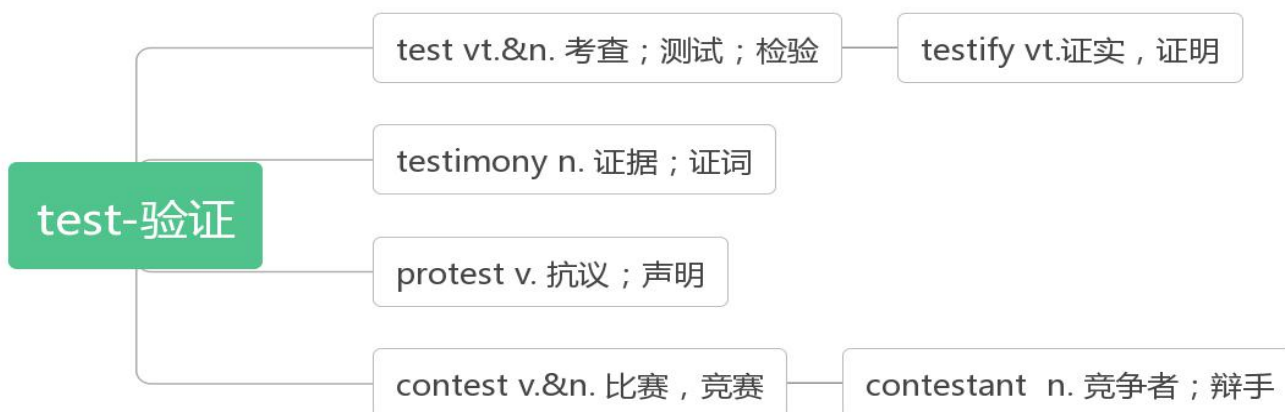 test-验证
test vt.&n. 考查；测试；检验
testify vt.证实，证明
testimony n. 证据；证词
protest v. 抗议；声明
contest v.&n. 比赛，竞赛
contestant n. 竞争者；辩手